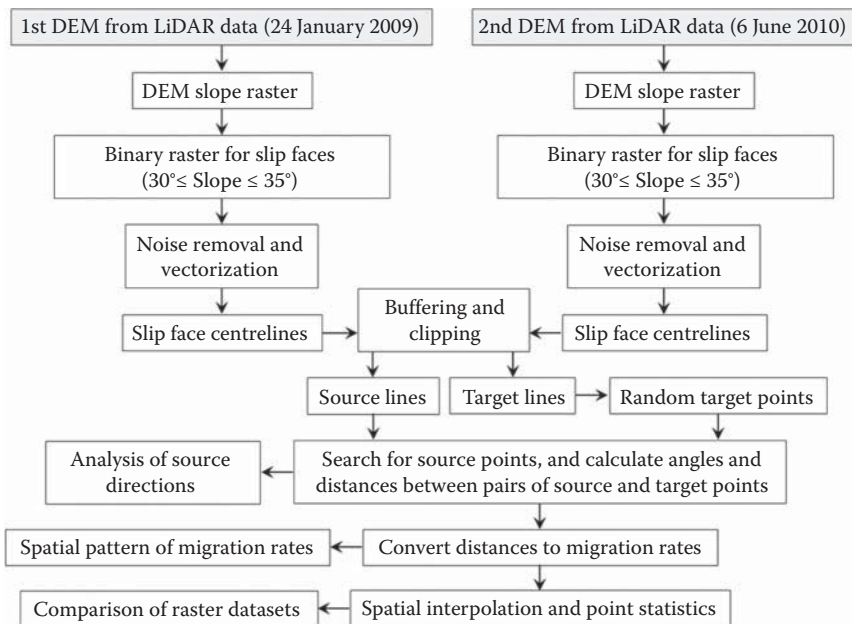 1st DEM from LiDAR data (24 January 2009)
2nd DEM from LiDAR data (6 June 2010)
DEM slope raster
DEM slope raster
Binary raster for slip faces
(30°≤ Slope ≤ 35°)
Binary raster for slip faces
(30°≤ Slope ≤ 35°)
Noise removal and
vectorization
Noise removal and
vectorization
Slip face centrelines
Buffering and
clipping
Slip face centrelines
Source lines
Target lines
Random target points
Analysis of source
directions
Search for source points, and calculate angles and
distances between pairs of source and target points
Spatial pattern of migration rates
Convert distances to migration rates
Comparison of raster datasets
Spatial interpolation and point statistics